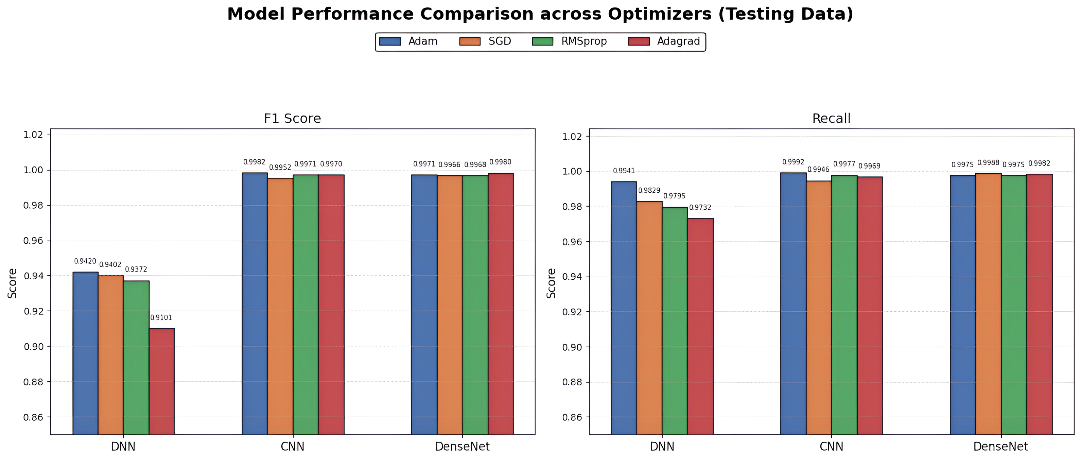 Model Performance Comparison across Optimizers (Testing Data)
Adam SGD RMSprop Adagrad
F1 Score
Score
1.02
1.00
0.98
0.96
0.94
0.92
0.90
0.88
0.86
0.9420 0.9402 0.9372 0.9101
0.9982 0.9952 0.9971 0.9970
0.9971 0.9966 0.9968 0.9980
DNN CNN DenseNet
Recall
Score
1.02
1.00
0.98
0.96
0.94
0.92
0.90
0.88
0.86
0.9941 0.9829 0.9795 0.9732
0.9992 0.9946 0.9977 0.9969
0.9975 0.9988 0.9975 0.9982
DNN CNN DenseNet